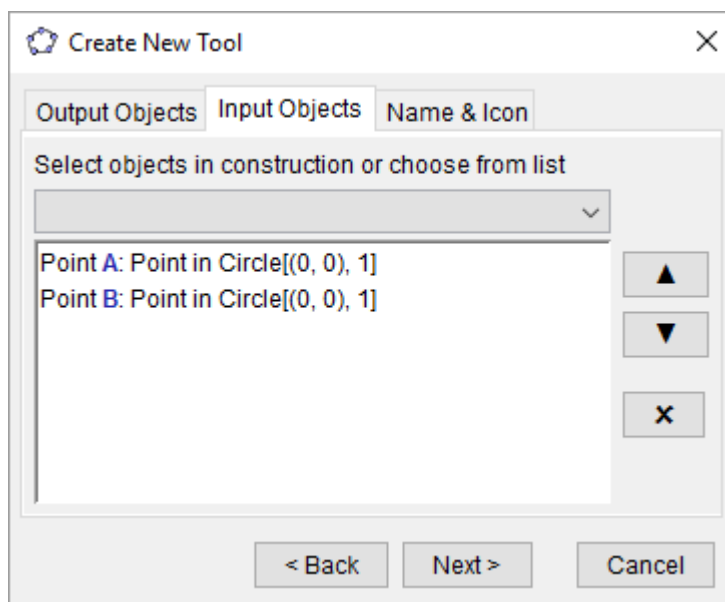 Create New Tool
Output Objects Input Objects Name & Icon
Select objects in construction or choose from list
Point A: Point in Circle[(0, 0), 1]
Point B: Point in Circle[(0, 0), 1]
< Back Next > Cancel